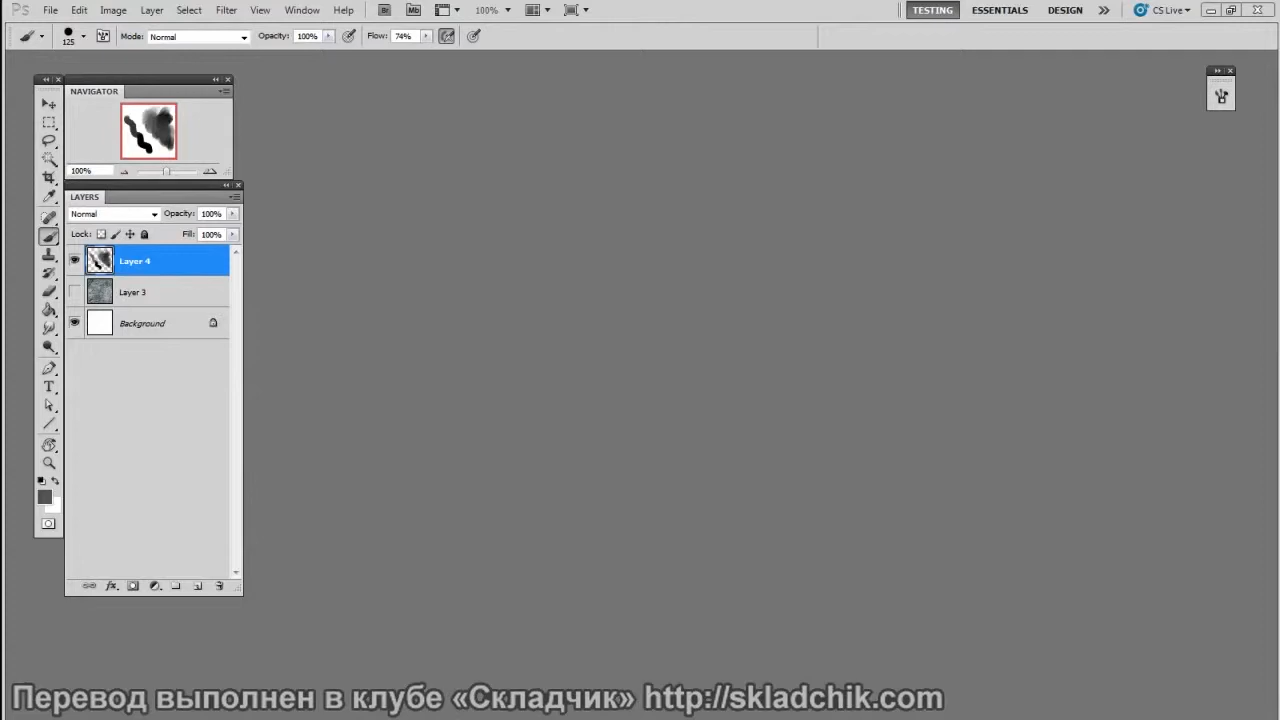 Ps File Edit Image Layer Select Filter View Window Help Br Mb 100% TESTING ESSENTIALS DESIGN CS Live
125 Mode: Normal Opacity: 100% Flow: 74%
NAVIGATOR
100%
LAYERS
Normal Opacity: 100%
Lock: Fill: 100%
Layer 4
Layer 3
Background
Перевод выполнен в клубе «Складчик» http://skladchik.com